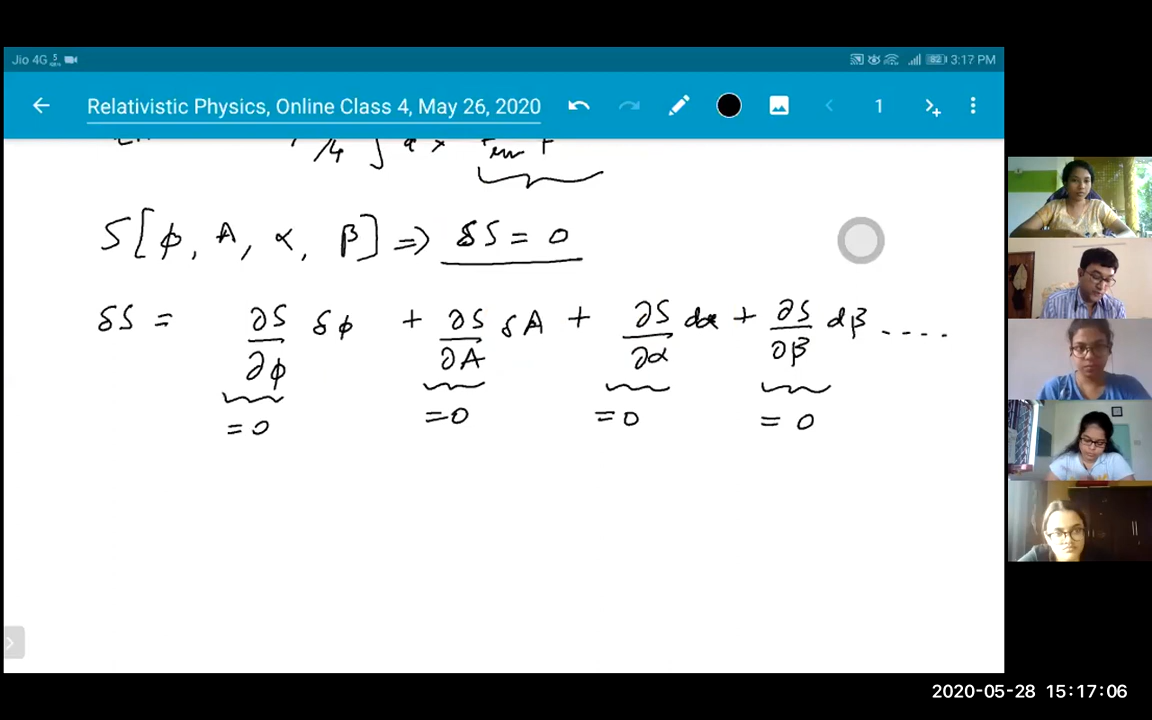 Jio 4G 3:17 PM
Relativistic Physics, Online Class 4, May 26, 2020 1
S[φ, A, α, β] ⇒ δS = 0
δS = ∂S/∂φ δφ + ∂S/∂A δA + ∂S/∂α dα + ∂S/∂β dβ ....
=0 =0 =0 =0
2020-05-28 15:17:06